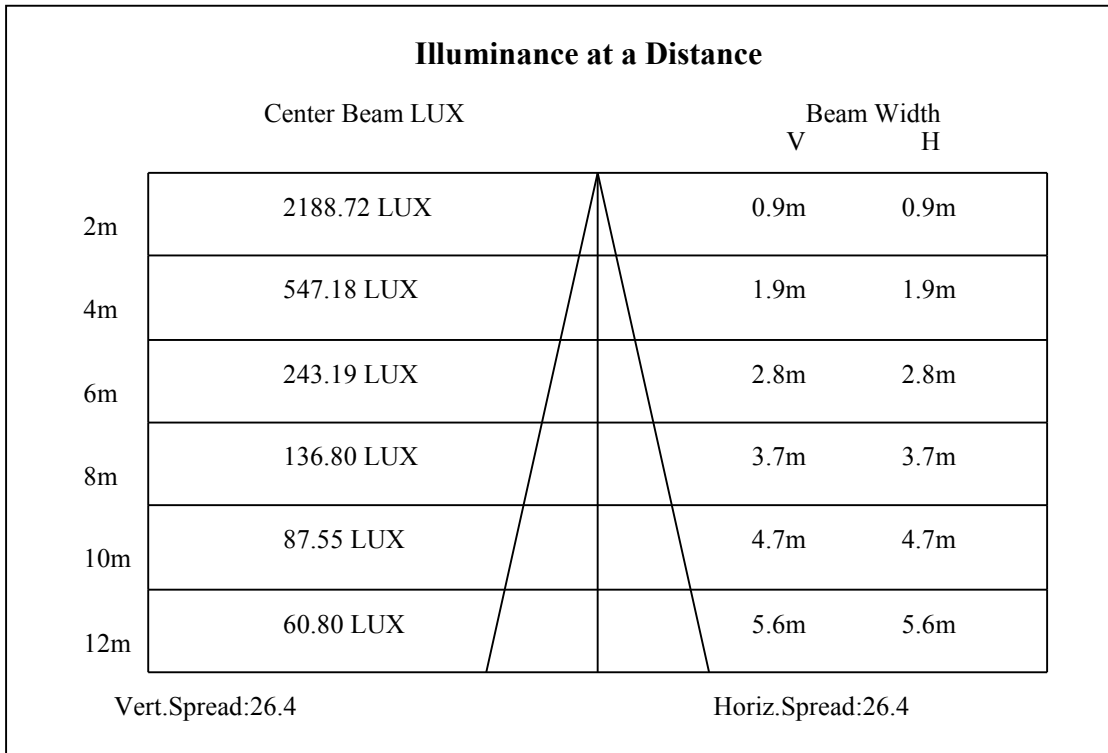 Illuminance at a Distance
Center Beam LUX Beam Width
V H
2m 2188.72 LUX 0.9m 0.9m
4m 547.18 LUX 1.9m 1.9m
6m 243.19 LUX 2.8m 2.8m
8m 136.80 LUX 3.7m 3.7m
10m 87.55 LUX 4.7m 4.7m
12m 60.80 LUX 5.6m 5.6m
Vert.Spread:26.4 Horiz.Spread:26.4